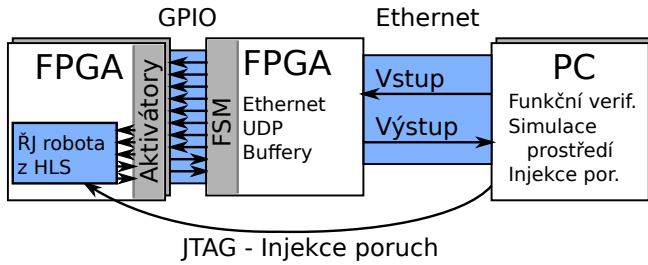 GPIO
Ethernet
FPGA
Aktivátory
ŘJ robota
z HLS
FSM
FPGA
Ethernet
UDP
Buffery
Vstup
Výstup
PC
Funkční verif.
Simulace
prostředí
Injekce por.
JTAG - Injekce poruch